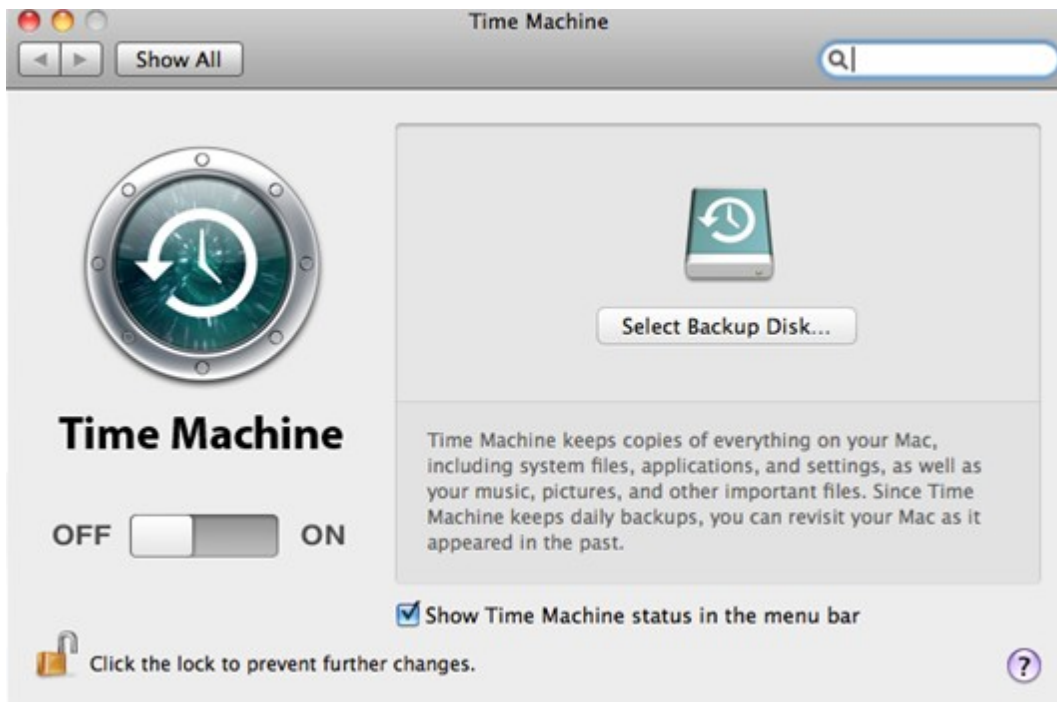 Time Machine
Show All
Select Backup Disk...
Time Machine
Time Machine keeps copies of everything on your Mac,
including system files, applications, and settings, as well as
your music, pictures, and other important files. Since Time
Machine keeps daily backups, you can revisit your Mac as it
appeared in the past.
OFF ON
Show Time Machine status in the menu bar
Click the lock to prevent further changes.
?